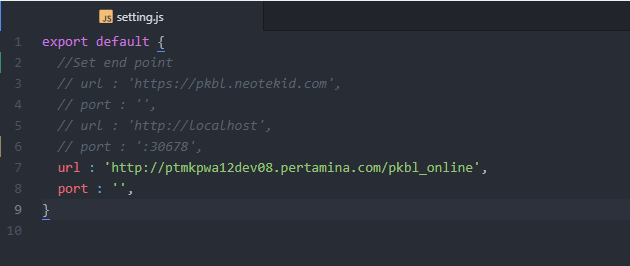 JS setting.js
1 export default {
2 //Set end point
3 // url : 'https://pkbl.neotekid.com',
4 // port : '',
5 // url : 'http://localhost',
6 // port : ':30678',
7 url : 'http://ptmkpwa12dev08.pertamina.com/pkbl_online',
8 port : '',
9 }
10